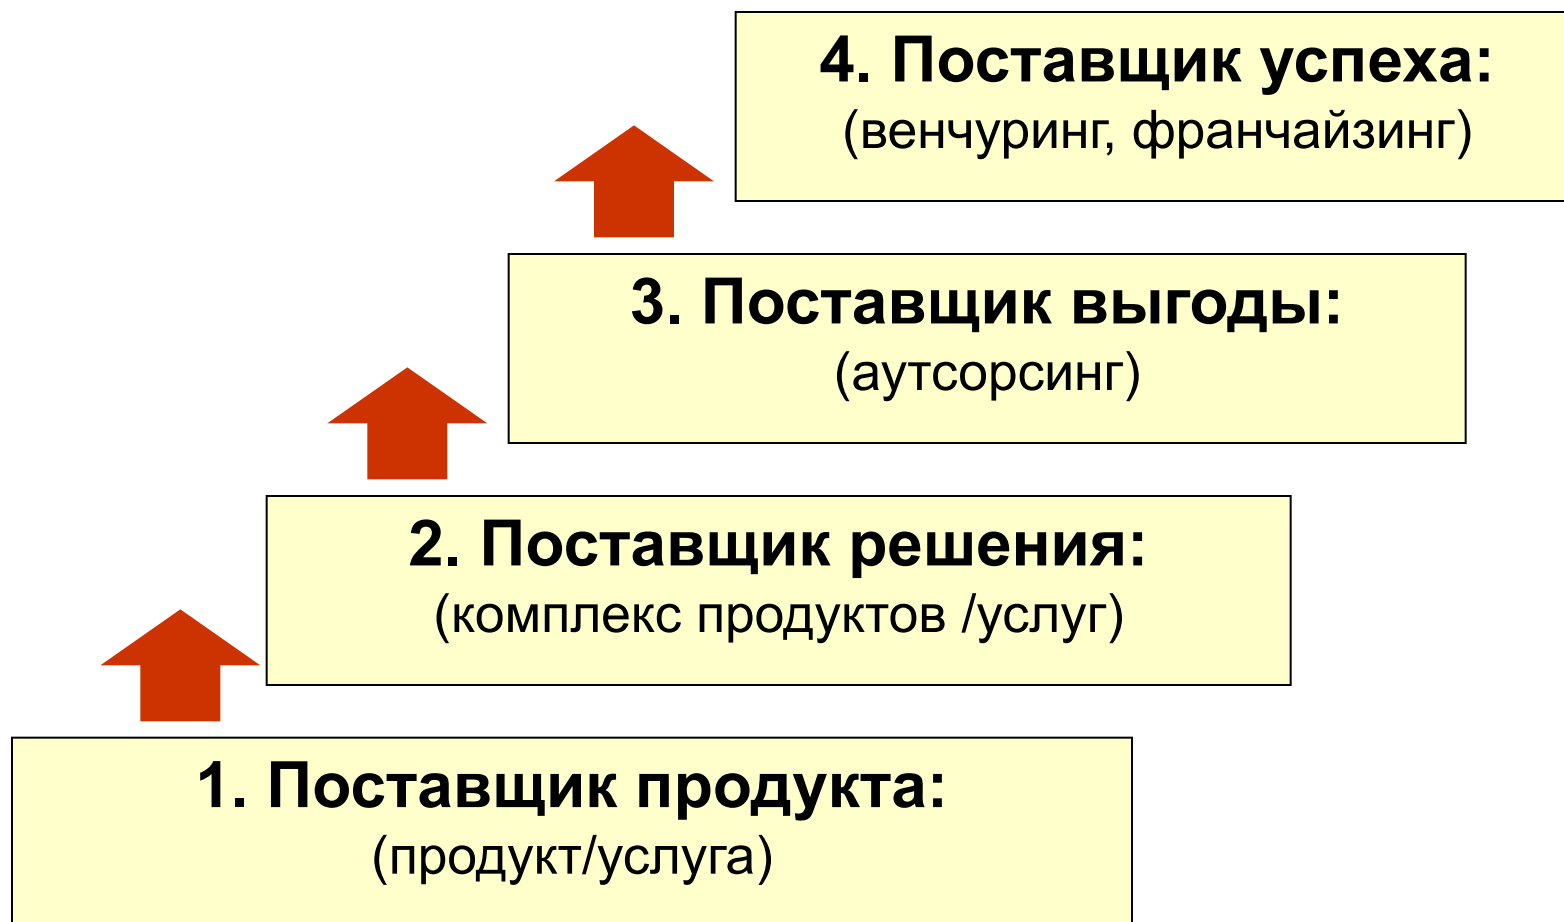 4. Поставщик успеха:
(венчуринг, франчайзинг)
3. Поставщик выгоды:
(аутсорсинг)
2. Поставщик решения:
(комплекс продуктов /услуг)
1. Поставщик продукта:
(продукт/услуга)